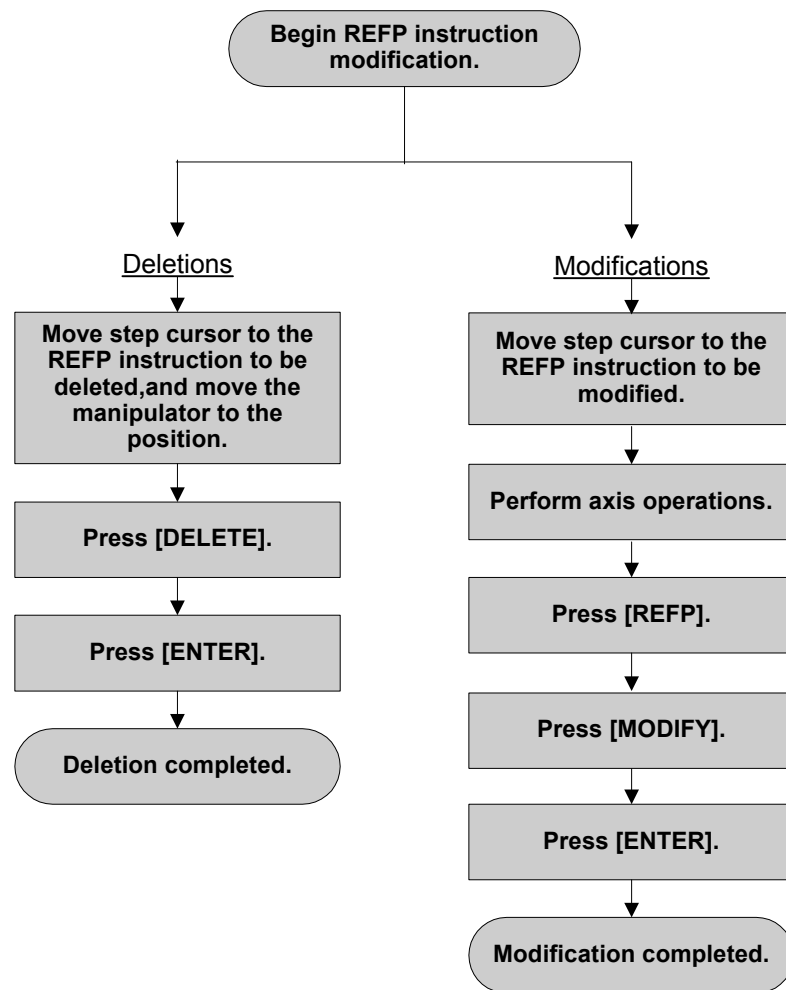 Begin REFP instruction
modification.
Deletions
Move step cursor to the
REFP instruction to be
deleted,and move the
manipulator to the
position.
Press [DELETE].
Press [ENTER].
Deletion completed.
Modifications
Move step cursor to the
REFP instruction to be
modified.
Perform axis operations.
Press [REFP].
Press [MODIFY].
Press [ENTER].
Modification completed.